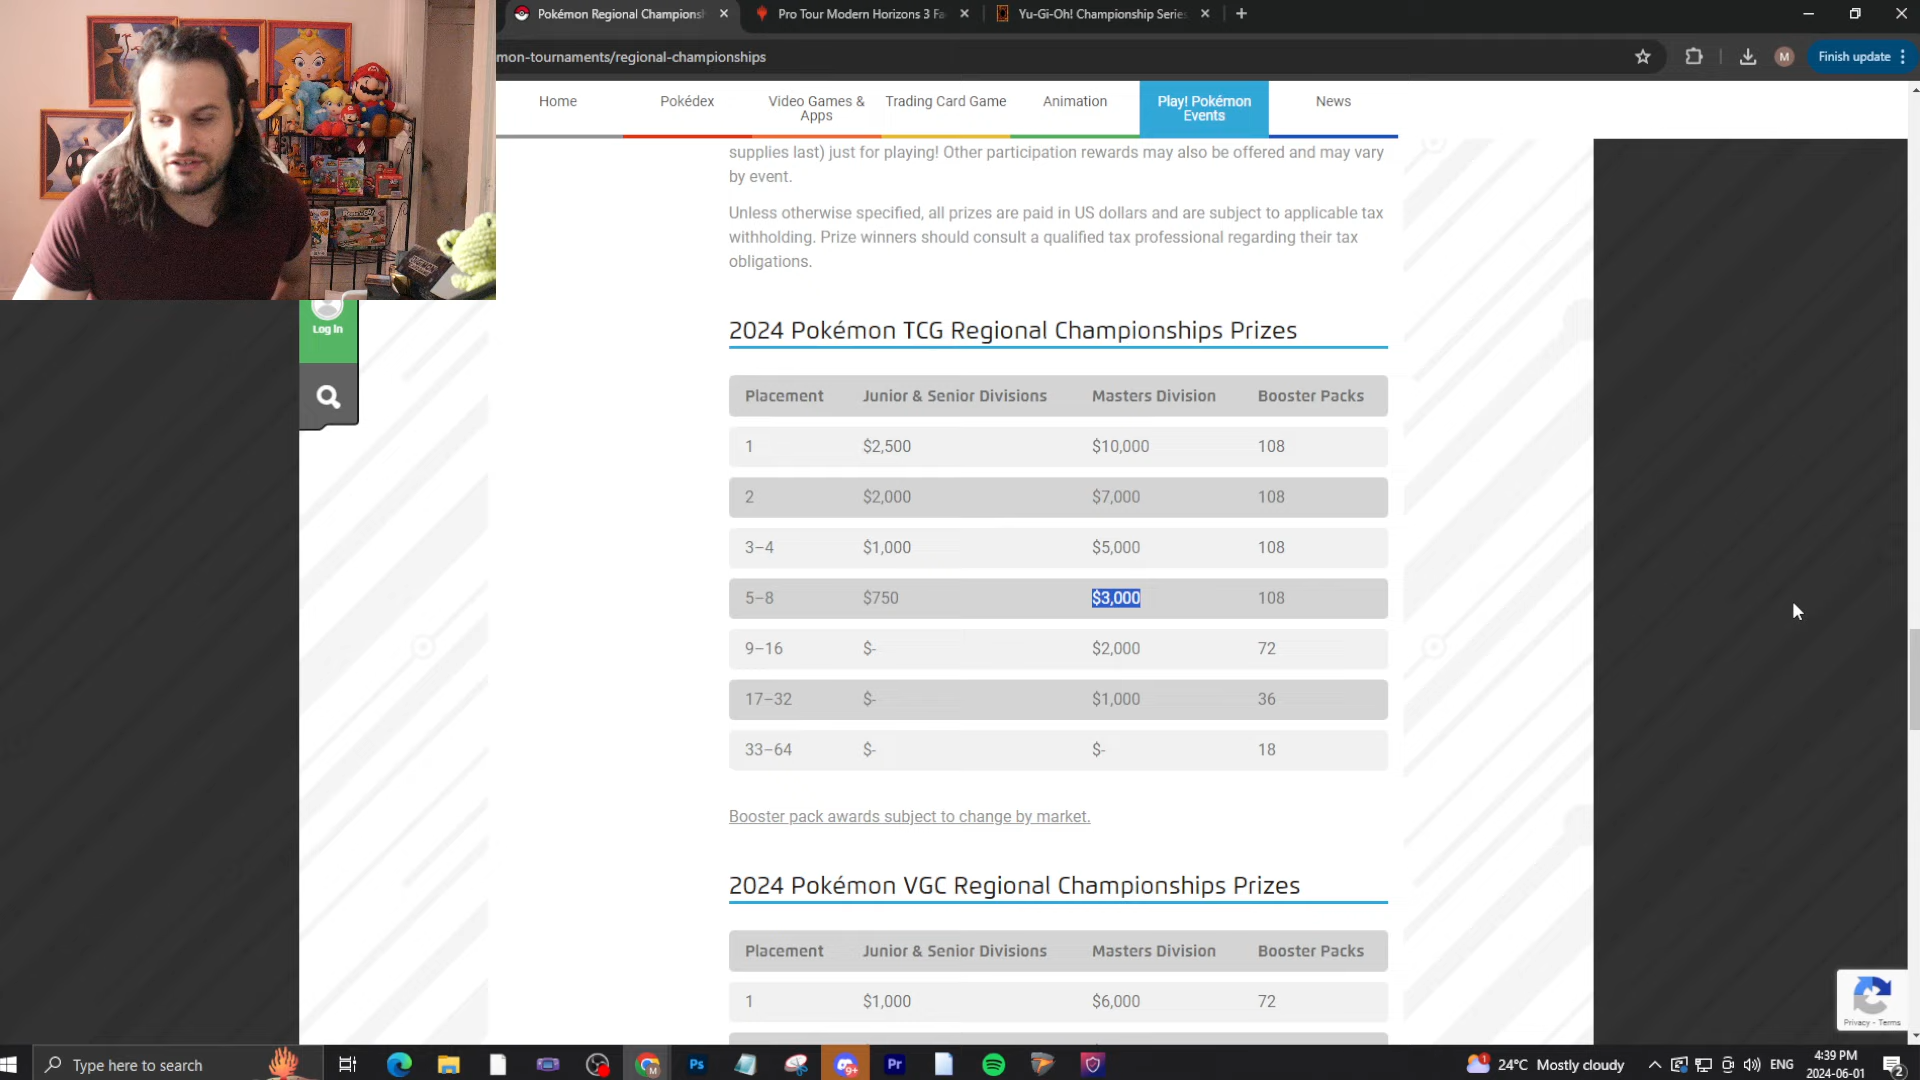 Pokémon Regional Champions
Pro Tour Modern Horizons 3 Fa
Yu-Gi-Oh! Championship Series
mon-tournaments/regional-championships
M
Finish update
Home
Pokédex
Video Games & Apps
Trading Card Game
Animation
Play! Pokémon Events
News
supplies last) just for playing! Other participation rewards may also be offered and may vary
by event.
Unless otherwise specified, all prizes are paid in US dollars and are subject to applicable tax
withholding. Prize winners should consult a qualified tax professional regarding their tax
obligations.
Log In
2024 Pokémon TCG Regional Championships Prizes
Placement Junior & Senior Divisions Masters Division Booster Packs
1 $2,500 $10,000 108
2 $2,000 $7,000 108
3–4 $1,000 $5,000 108
5–8 $750 $3,000 108
9–16 $- $2,000 72
17–32 $- $1,000 36
33–64 $- $- 18
Booster pack awards subject to change by market.
2024 Pokémon VGC Regional Championships Prizes
Placement Junior & Senior Divisions Masters Division Booster Packs
1 $1,000 $6,000 72
Privacy - Terms
Type here to search
M
Ps
9+
Pr
1
24°C Mostly cloudy
ENG
4:39 PM
2024-06-01
2